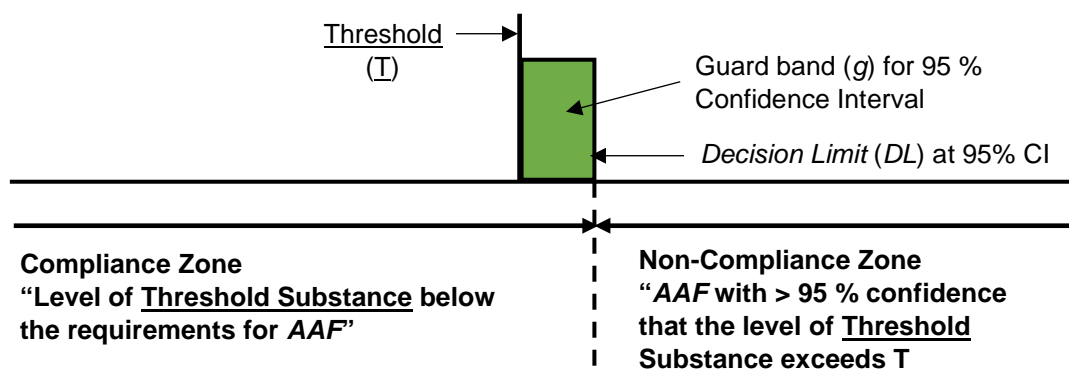 Threshold
(T)
Guard band (g) for 95 %
Confidence Interval
Decision Limit (DL) at 95% CI
Compliance Zone
“Level of Threshold Substance below
the requirements for AAF”
Non-Compliance Zone
“AAF with > 95 % confidence
that the level of Threshold
Substance exceeds T